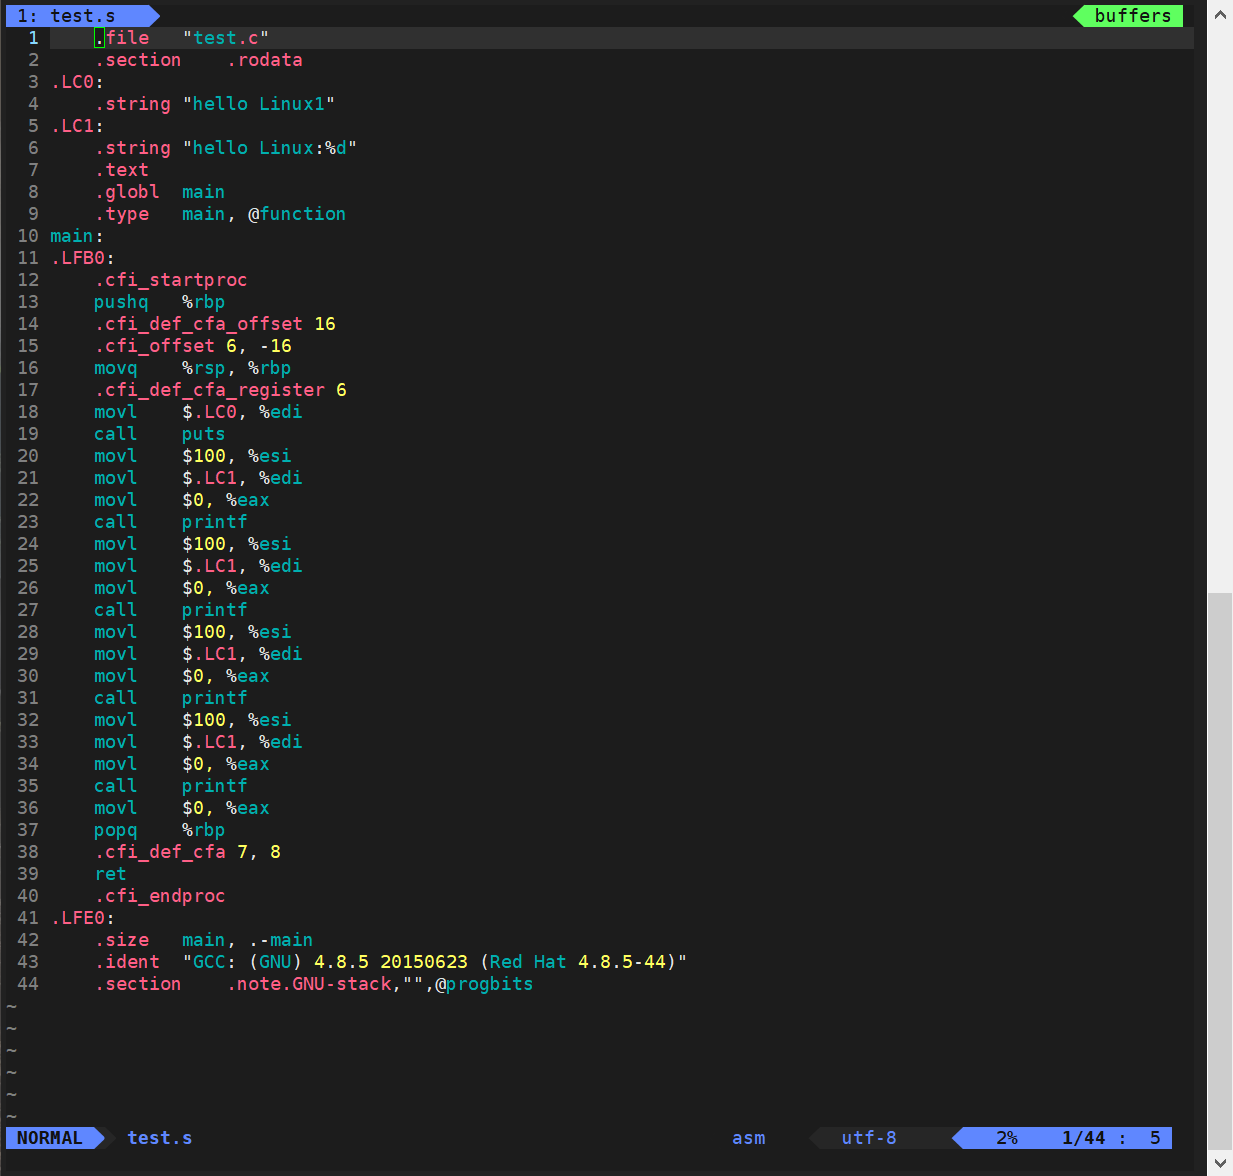 1: test.s buffers
1 .file "test.c"
2 .section .rodata
3 .LC0:
4 .string "hello Linux1"
5 .LC1:
6 .string "hello Linux:%d"
7 .text
8 .globl main
9 .type main, @function
10 main:
11 .LFB0:
12 .cfi_startproc
13 pushq %rbp
14 .cfi_def_cfa_offset 16
15 .cfi_offset 6, -16
16 movq %rsp, %rbp
17 .cfi_def_cfa_register 6
18 movl $.LC0, %edi
19 call puts
20 movl $100, %esi
21 movl $.LC1, %edi
22 movl $0, %eax
23 call printf
24 movl $100, %esi
25 movl $.LC1, %edi
26 movl $0, %eax
27 call printf
28 movl $100, %esi
29 movl $.LC1, %edi
30 movl $0, %eax
31 call printf
32 movl $100, %esi
33 movl $.LC1, %edi
34 movl $0, %eax
35 call printf
36 movl $0, %eax
37 popq %rbp
38 .cfi_def_cfa 7, 8
39 ret
40 .cfi_endproc
41 .LFE0:
42 .size main, .-main
43 .ident "GCC: (GNU) 4.8.5 20150623 (Red Hat 4.8.5-44)"
44 .section .note.GNU-stack,"",@progbits
~
~
~
~
~
~
NORMAL test.s asm utf-8 2% 1/44 : 5